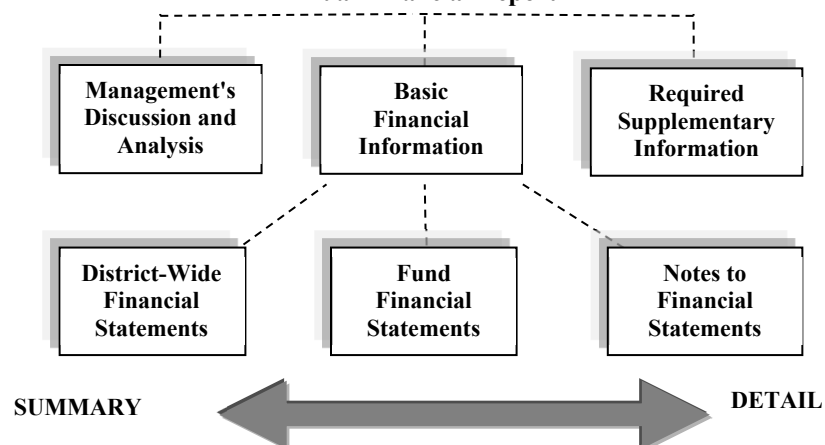 Management's
Discussion and
Analysis
Basic
Financial
Information
Required
Supplementary
Information
District-Wide
Financial
Statements
Fund
Financial
Statements
Notes to
Financial
Statements
SUMMARY
DETAIL